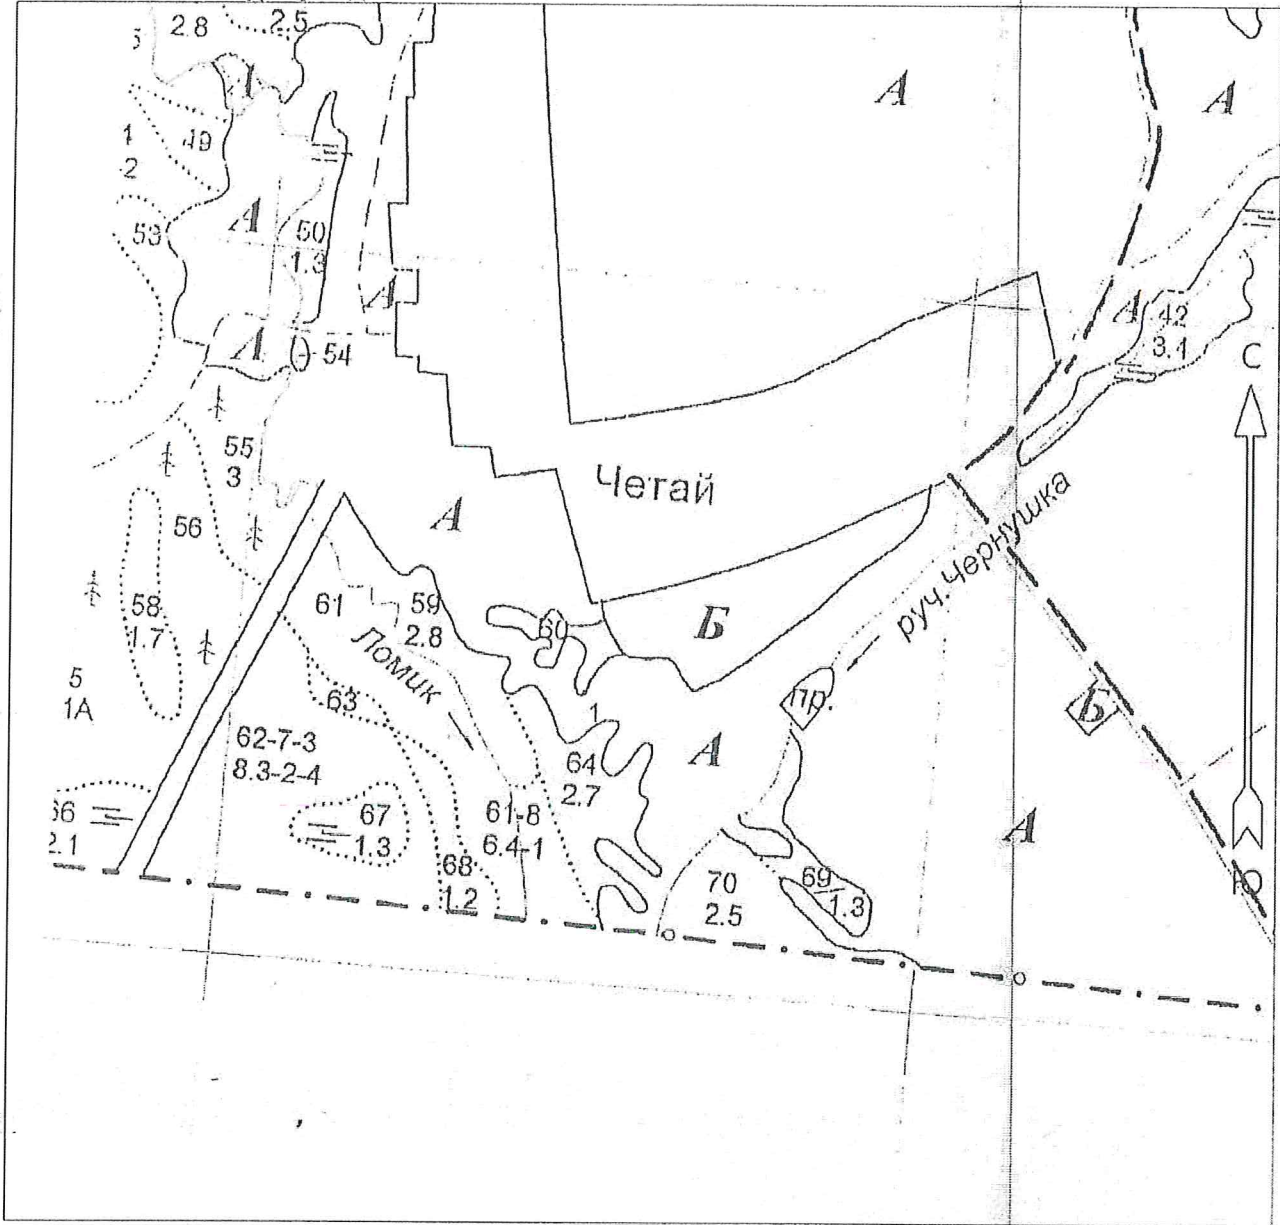 2.8
2.5
А
А
1
2
49
А
53
50
1.3
А
А
42
3.1
А
54
С
55
3
Четай
А
56
руч. Чернушка
58
1.7
61
59
2.8
60
Б
Ломик
5
1А
63
пр.
Б
1
62-7-3
8.3-2-4
64
2.7
А
67
1.3
61-8
6.4-1
А
2.1
68
1.2
70
2.5
69
1.3
Ю